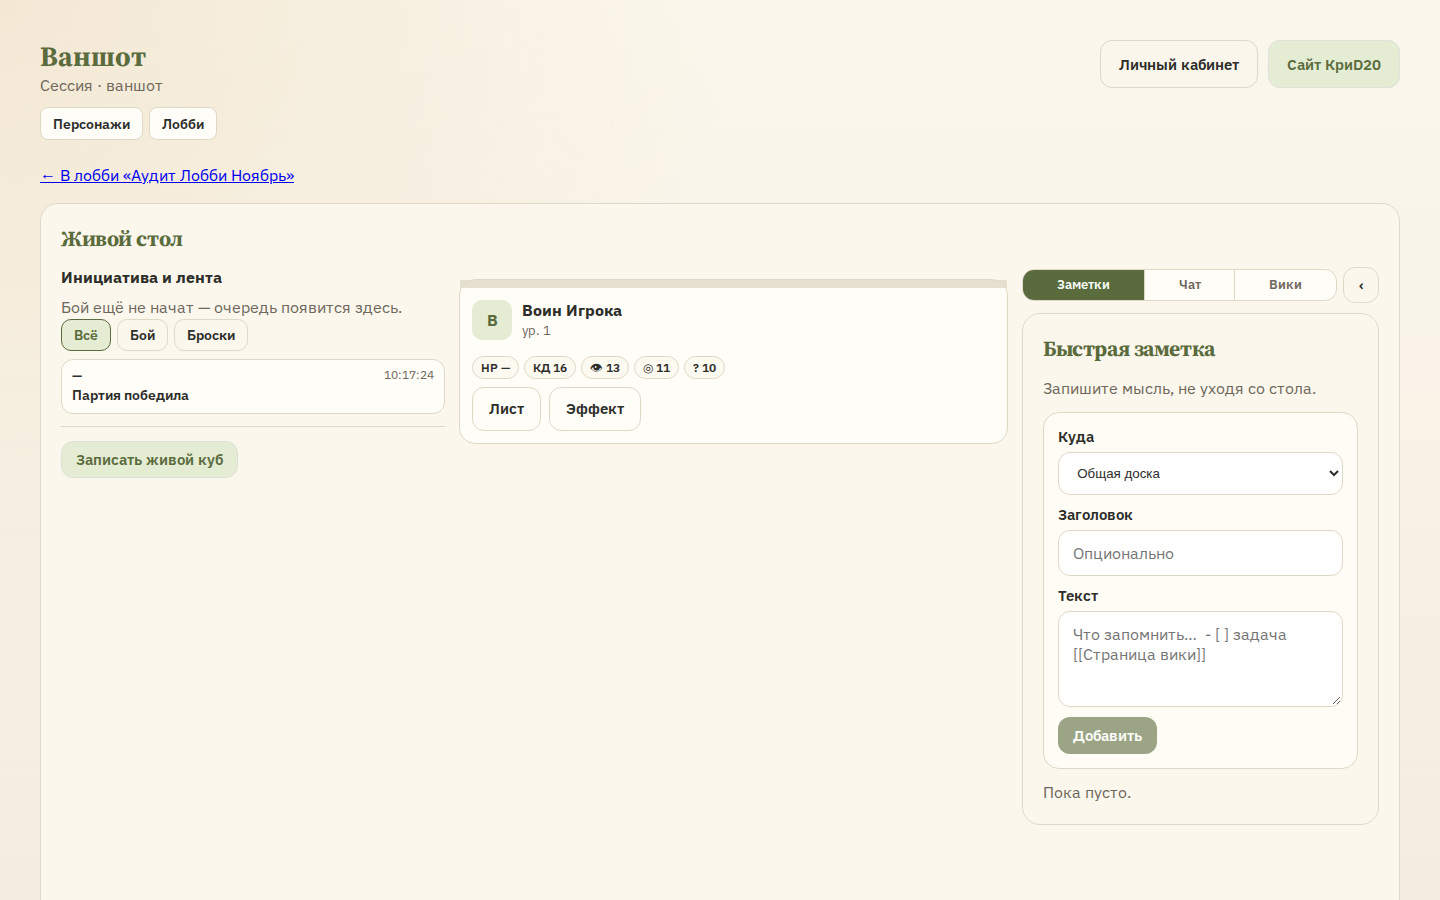 Ваншот
Сессия · ваншот
Персонажи
Лобби
Личный кабинет
Сайт КриD20
← В лобби «Аудит Лобби Ноябрь»
Живой стол
Инициатива и лента
Бой ещё не начат — очередь появится здесь.
Всё
Бой
Броски
—
10:17:24
Партия победила
Записать живой куб
В
Воин Игрока
ур. 1
HP —
КД 16
👁 13
◎ 11
? 10
Лист
Эффект
Заметки
Чат
Вики
‹
Быстрая заметка
Запишите мысль, не уходя со стола.
Куда
Общая доска
Заголовок
Опционально
Текст
Что запомнить… - [ ] задача
[[Страница вики]]
Добавить
Пока пусто.